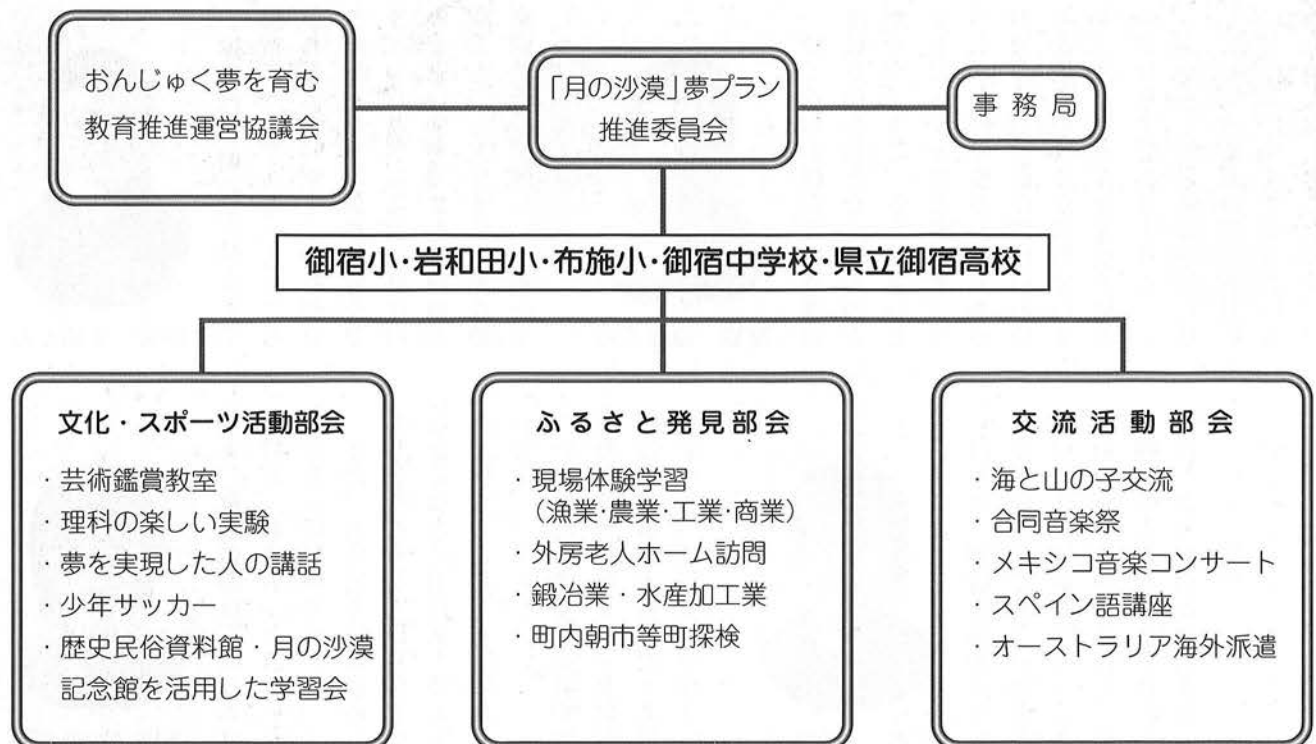 おんじゅく夢を育む
教育推進運営協議会
「月の沙漠」夢プラン
推進委員会
事務局
御宿小・岩和田小・布施小・御宿中学校・県立御宿高校
文化・スポーツ活動部会
・芸術鑑賞教室
・理科の楽しい実験
・夢を実現した人の講話
・少年サッカー
・歴史民俗資料館・月の沙漠
記念館を活用した学習会
ふるさと発見部会
・現場体験学習
（漁業・農業・工業・商業）
・外房老人ホーム訪問
・鍛冶業・水産加工業
・町内朝市等町探検
交流活動部会
・海と山の子交流
・合同音楽祭
・メキシコ音楽コンサート
・スペイン語講座
・オーストラリア海外派遣